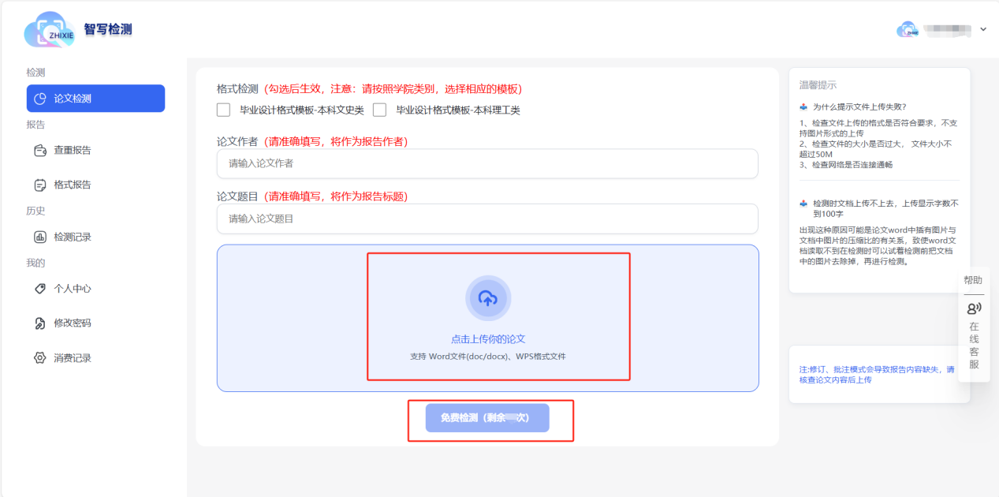 ZHIXIE 智写检测
检测
论文检测
报告
查重报告
格式报告
历史
检测记录
我的
个人中心
修改密码
消费记录
格式检测（勾选后生效，注意：请按照学院类别，选择相应的模板）
毕业设计格式模板-本科文史类 毕业设计格式模板-本科理工类
论文作者（请准确填写，将作为报告作者）
请输入论文作者
论文题目（请准确填写，将作为报告标题）
请输入论文题目
点击上传你的论文
支持 Word文件(doc/docx)、WPS格式文件
免费检测（剩余 次）
温馨提示
为什么提示文件上传失败？
1、检查文件上传的格式是否符合要求，不支
持图片形式的上传
2、检查文件的大小是否过大， 文件大小不
超过50M
3、检查网络是否连接通畅
检测时文档上传不上去，上传显示字数不
到100字
出现这种原因可能是论文word中插有图片与
文档中图片的压缩比的有关系，致使word文
档读取不到在检测时可以试着检测前把文档
中的图片去除掉，再进行检测。
注:修订、批注模式会导致报告内容缺失，请
核查论文内容后上传
帮助
在
线
客
服